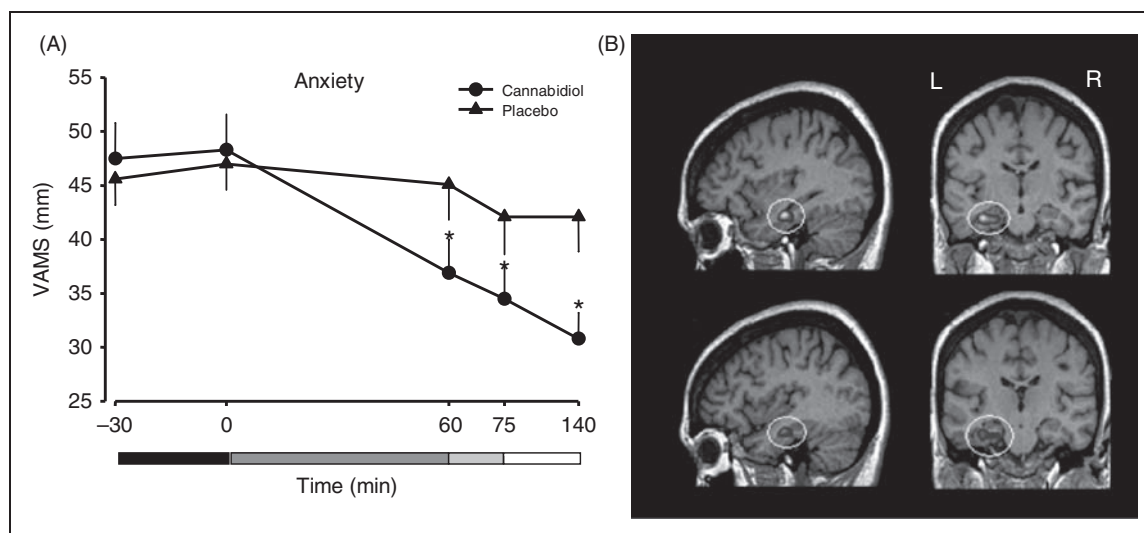 (A)
Anxiety
Cannabidiol
Placebo
VAMS (mm)
55
50
45
40
35
30
25
*
*
*
−30
0
60
75
140
Time (min)
(B)
L
R